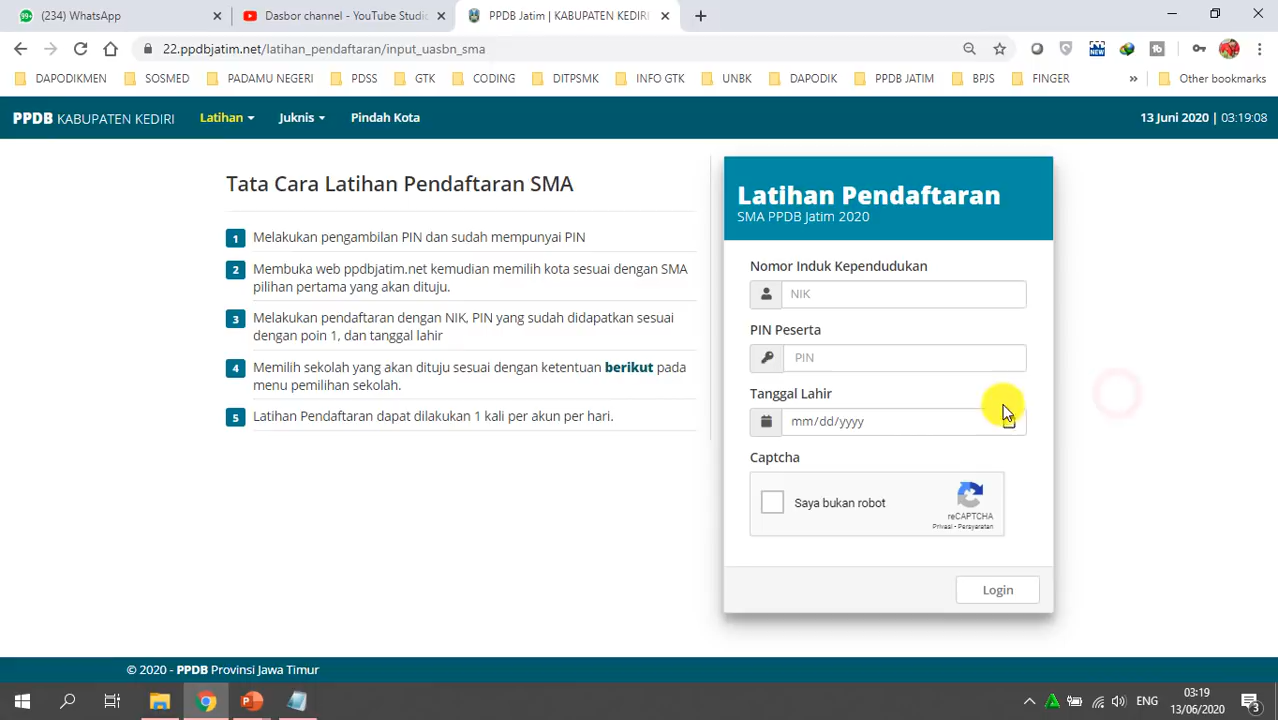 (234) WhatsApp
Dasbor channel - YouTube Studio
PPDB Jatim | KABUPATEN KEDIRI
22.ppdbjatim.net/latihan_pendaftaran/input_uasbn_sma
DAPODIKMEN
SOSMED
PADAMU NEGERI
PDSS
GTK
CODING
DITPSMK
INFO GTK
UNBK
DAPODIK
PPDB JATIM
BPJS
FINGER
»
Other bookmarks
PPDB KABUPATEN KEDIRI
Latihan
Juknis
Pindah Kota
13 Juni 2020 | 03:19:08
Tata Cara Latihan Pendaftaran SMA
1 Melakukan pengambilan PIN dan sudah mempunyai PIN
2 Membuka web ppdbjatim.net kemudian memilih kota sesuai dengan SMA
pilihan pertama yang akan dituju.
3 Melakukan pendaftaran dengan NIK, PIN yang sudah didapatkan sesuai
dengan poin 1, dan tanggal lahir
4 Memilih sekolah yang akan dituju sesuai dengan ketentuan berikut pada
menu pemilihan sekolah.
5 Latihan Pendaftaran dapat dilakukan 1 kali per akun per hari.
Latihan Pendaftaran
SMA PPDB Jatim 2020
Nomor Induk Kependudukan
NIK
PIN Peserta
PIN
Tanggal Lahir
mm/dd/yyyy
Captcha
Saya bukan robot
reCAPTCHA
Privasi - Persyaratan
Login
© 2020 - PPDB Provinsi Jawa Timur
ENG
03:19
13/06/2020
3